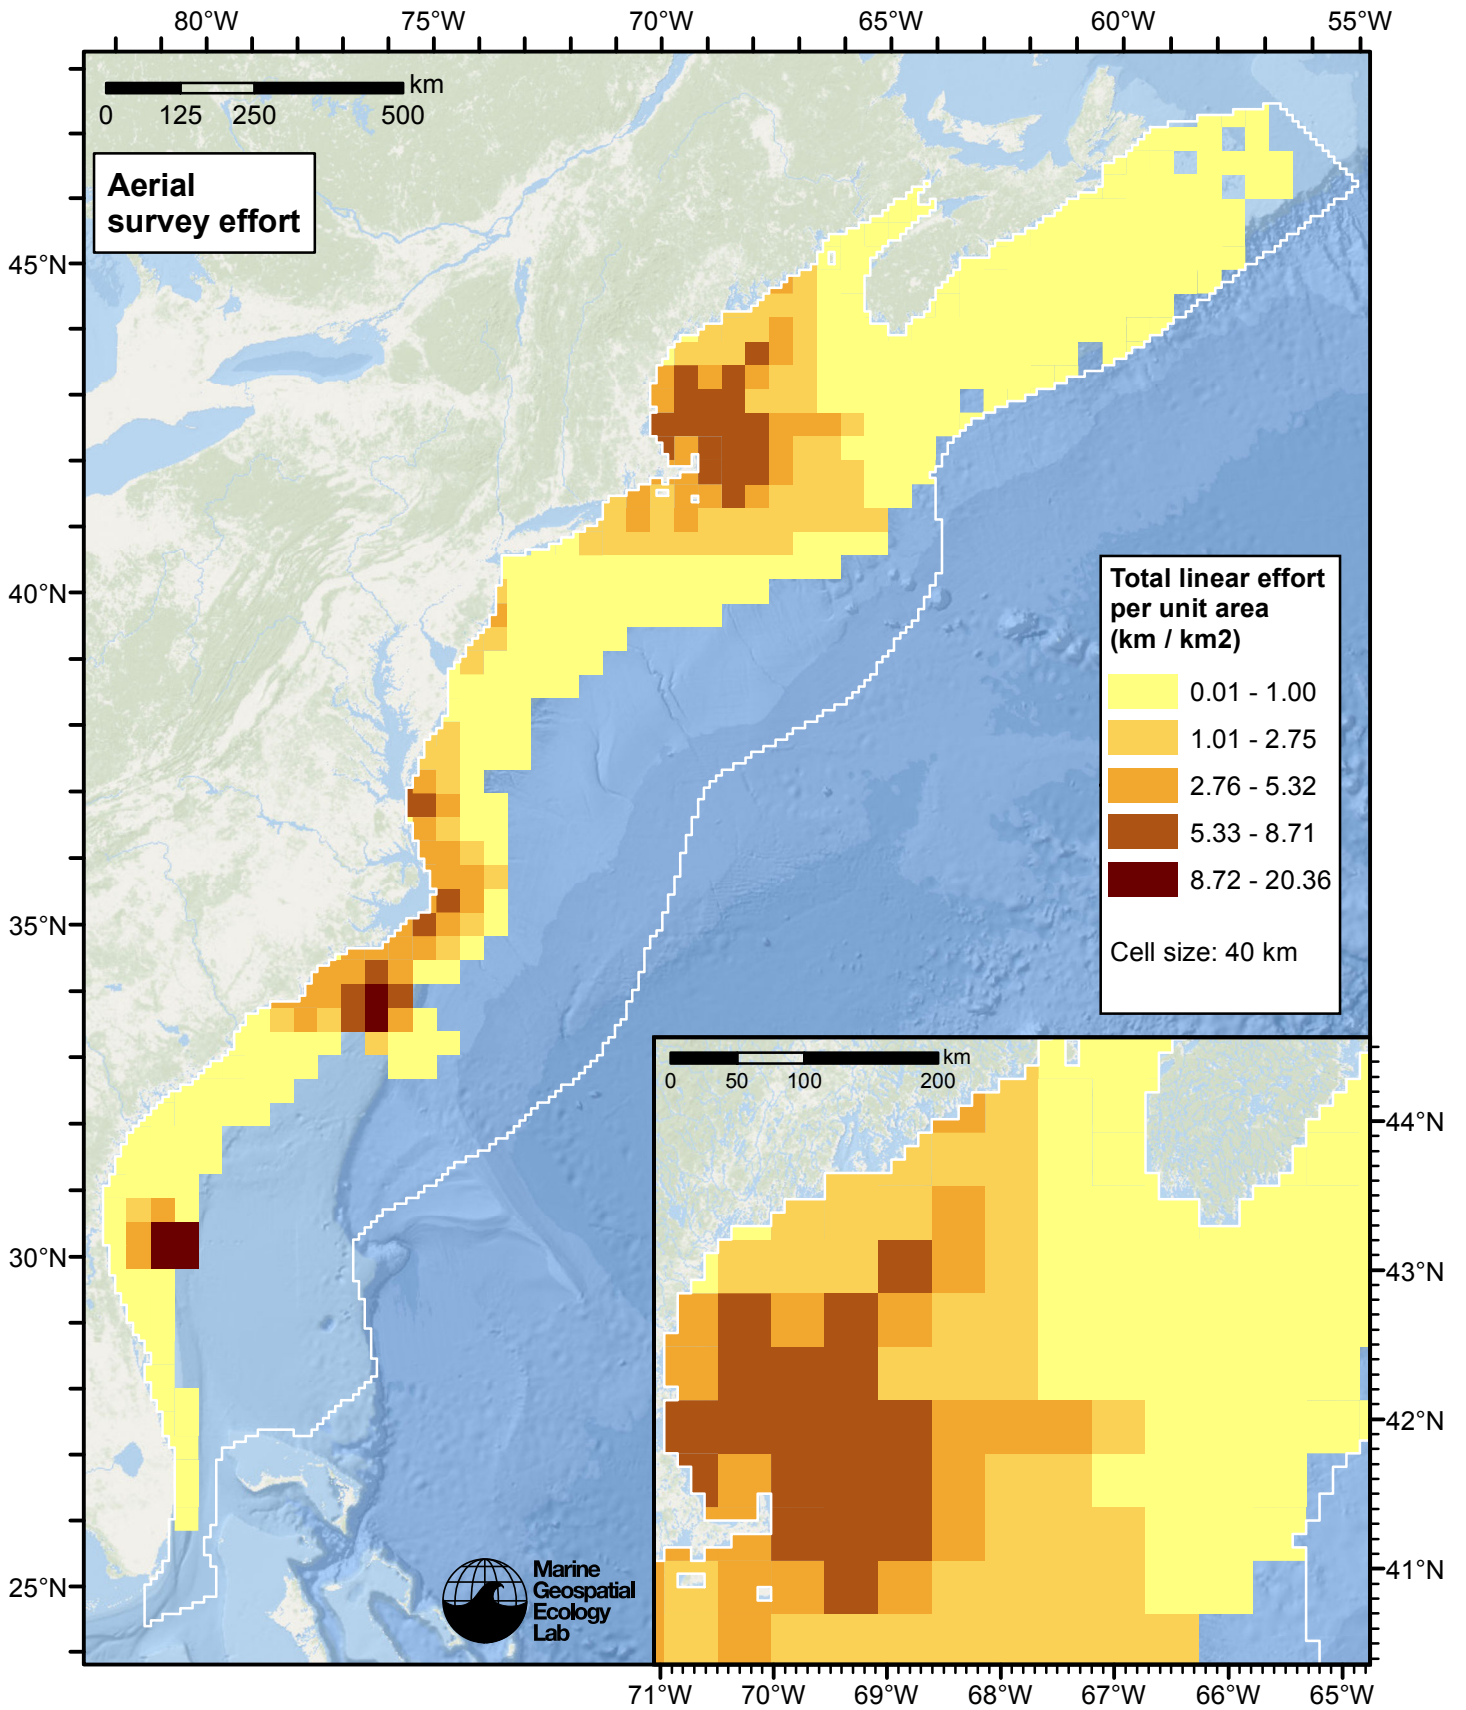 80°W 75°W 70°W 65°W 60°W 55°W
km
0 125 250 500
Aerial
survey effort
45°N
40°N
35°N
30°N
25°N
Total linear effort
per unit area
(km / km2)
0.01 - 1.00
1.01 - 2.75
2.76 - 5.32
5.33 - 8.71
8.72 - 20.36
Cell size: 40 km
km
0 50 100 200
44°N
43°N
42°N
41°N
Marine
Geospatial
Ecology
Lab
71°W 70°W 69°W 68°W 67°W 66°W 65°W